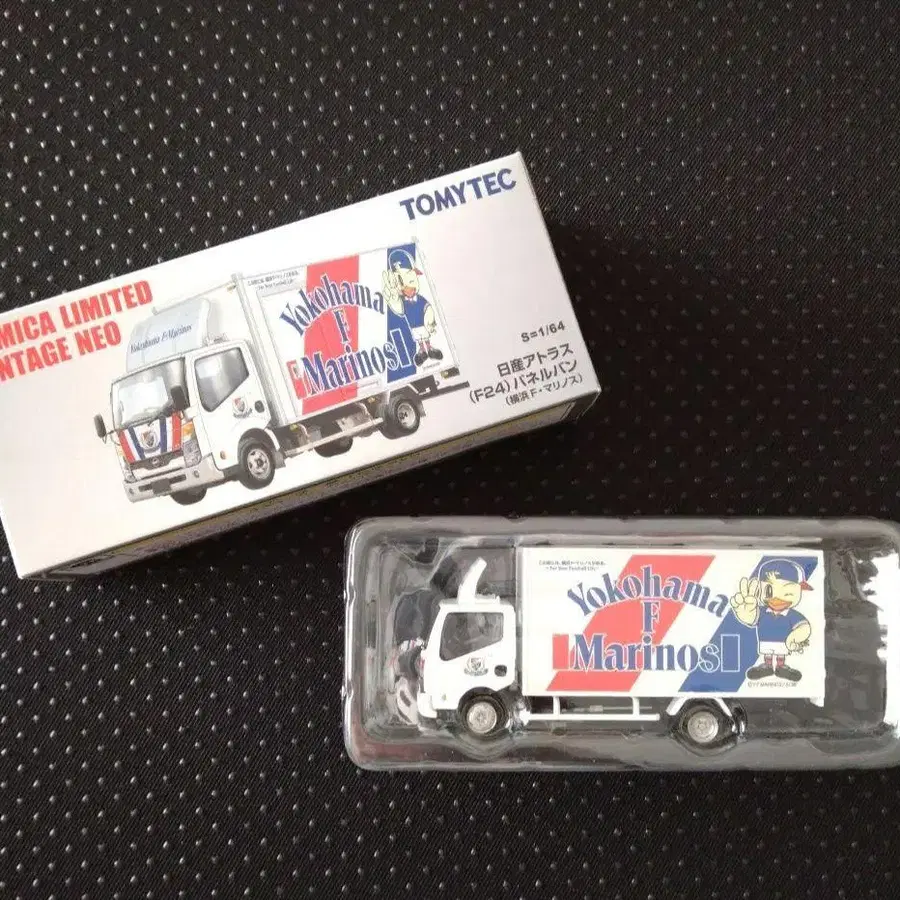 TOMYTEC
MICA LIMITED
NTAGE NEO
Yokohama F·Marinos
Yokohama
F
Marinos
S=1/64
日産アトラス
(F24)パネルバン
(横浜F・マリノス)
Yokohama
F
Marinos